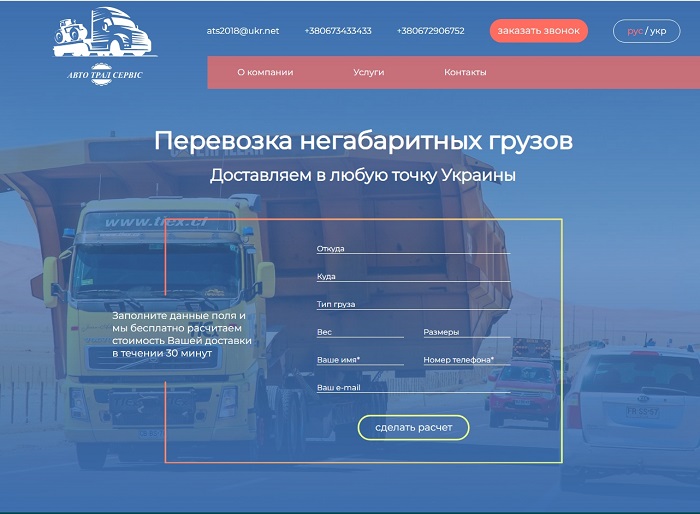 ats2018@ukr.net
+380673433433
+380672906752
заказать звонок
рус / укр
АВТО ТРАЛ СЕРВІС
О компании
Услуги
Контакты
Перевозка негабаритных грузов
Доставляем в любую точку Украины
www.trex.cl
Откуда
Куда
Тип груза
Заполните данные поля и
мы бесплатно расчитаем
стоимость Вашей доставки
в течении 30 минут
Вес
Размеры
Ваше имя*
Номер телефона*
Ваш e-mail
сделать расчет